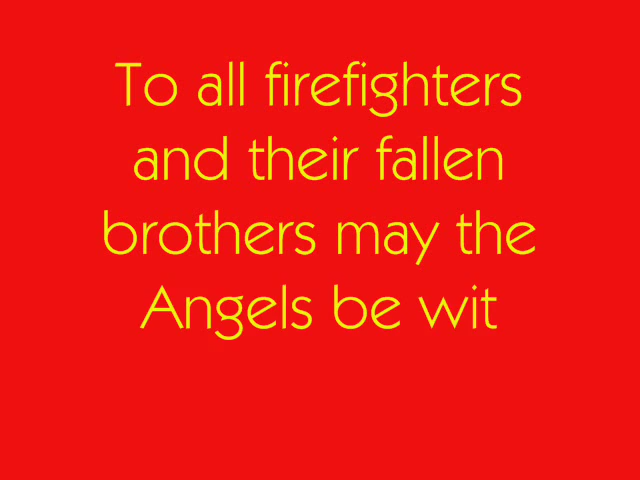 To all firefighters
and their fallen
brothers may the
Angels be wit